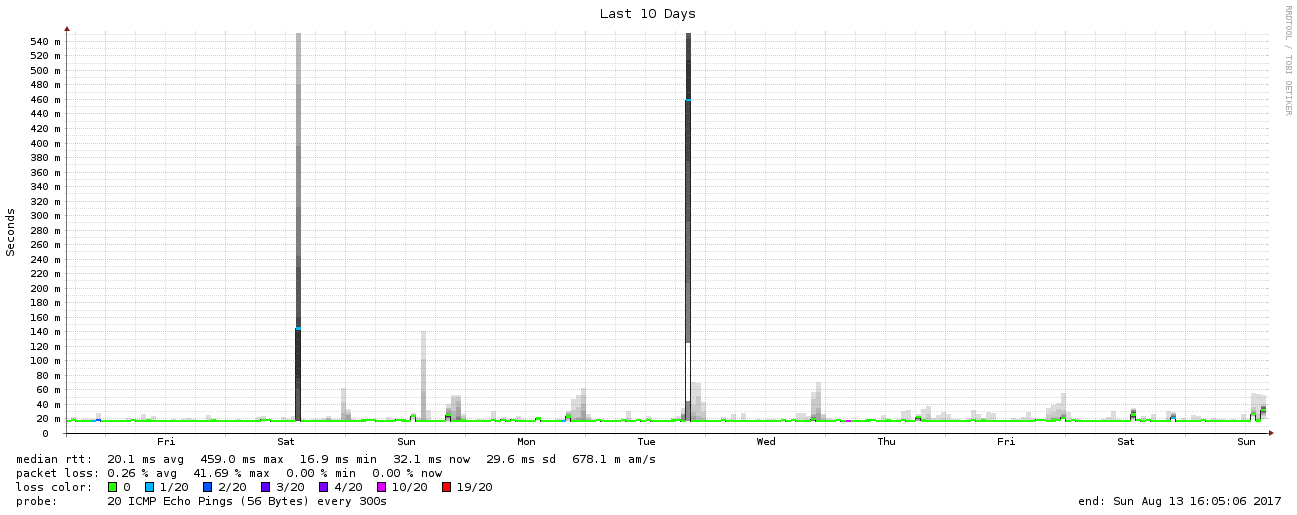 Last 10 Days
RRDTOOL / TOBI OETIKER
Seconds
540 m
520 m
500 m
480 m
460 m
440 m
420 m
400 m
380 m
360 m
340 m
320 m
300 m
280 m
260 m
240 m
220 m
200 m
180 m
160 m
140 m
120 m
100 m
80 m
60 m
40 m
20 m
0
Fri Sat Sun Mon Tue Wed Thu Fri Sat Sun
median rtt: 20.1 ms avg 459.0 ms max 16.9 ms min 32.1 ms now 29.6 ms sd 678.1 m am/s
packet loss: 0.26 % avg 41.69 % max 0.00 % min 0.00 % now
loss color: 0 1/20 2/20 3/20 4/20 10/20 19/20
probe: 20 ICMP Echo Pings (56 Bytes) every 300s end: Sun Aug 13 16:05:06 2017